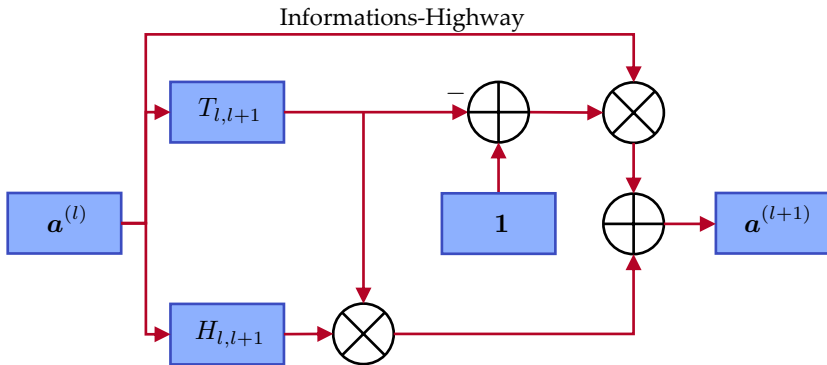 Informations-Highway
T_{l,l+1}
−
a^{(l)}
1
a^{(l+1)}
H_{l,l+1}